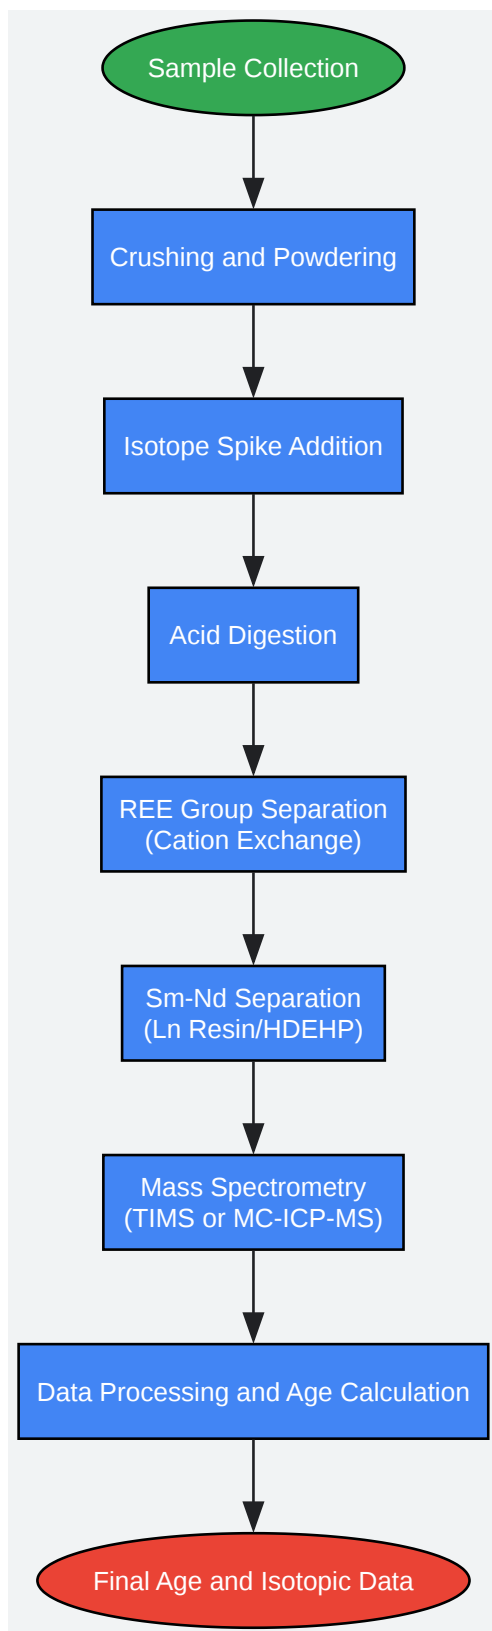 Sample Collection
Crushing and Powdering
Isotope Spike Addition
Acid Digestion
REE Group Separation
(Cation Exchange)
Sm-Nd Separation
(Ln Resin/HDEHP)
Mass Spectrometry
(TIMS or MC-ICP-MS)
Data Processing and Age Calculation
Final Age and Isotopic Data